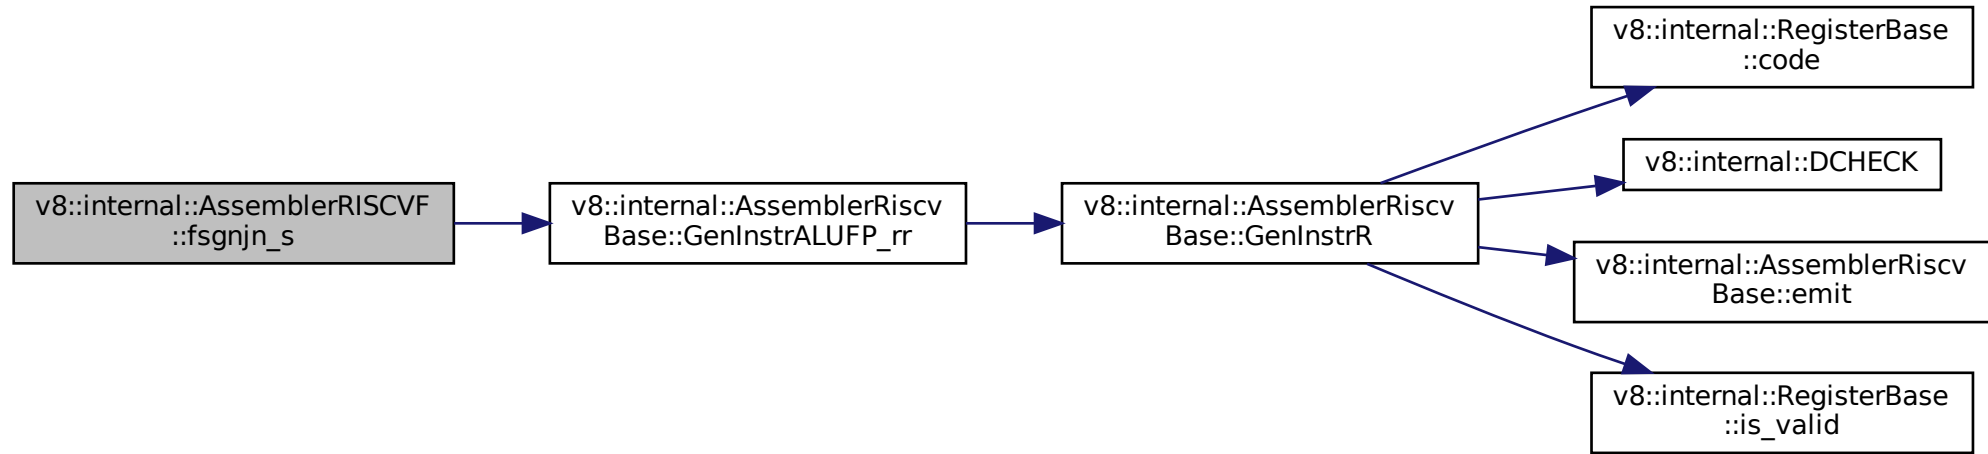 v8::internal::AssemblerRISCVF
::fsgnjn_s
v8::internal::AssemblerRiscv
Base::GenInstrALUFP_rr
v8::internal::AssemblerRiscv
Base::GenInstrR
v8::internal::RegisterBase
::code
v8::internal::DCHECK
v8::internal::AssemblerRiscv
Base::emit
v8::internal::RegisterBase
::is_valid